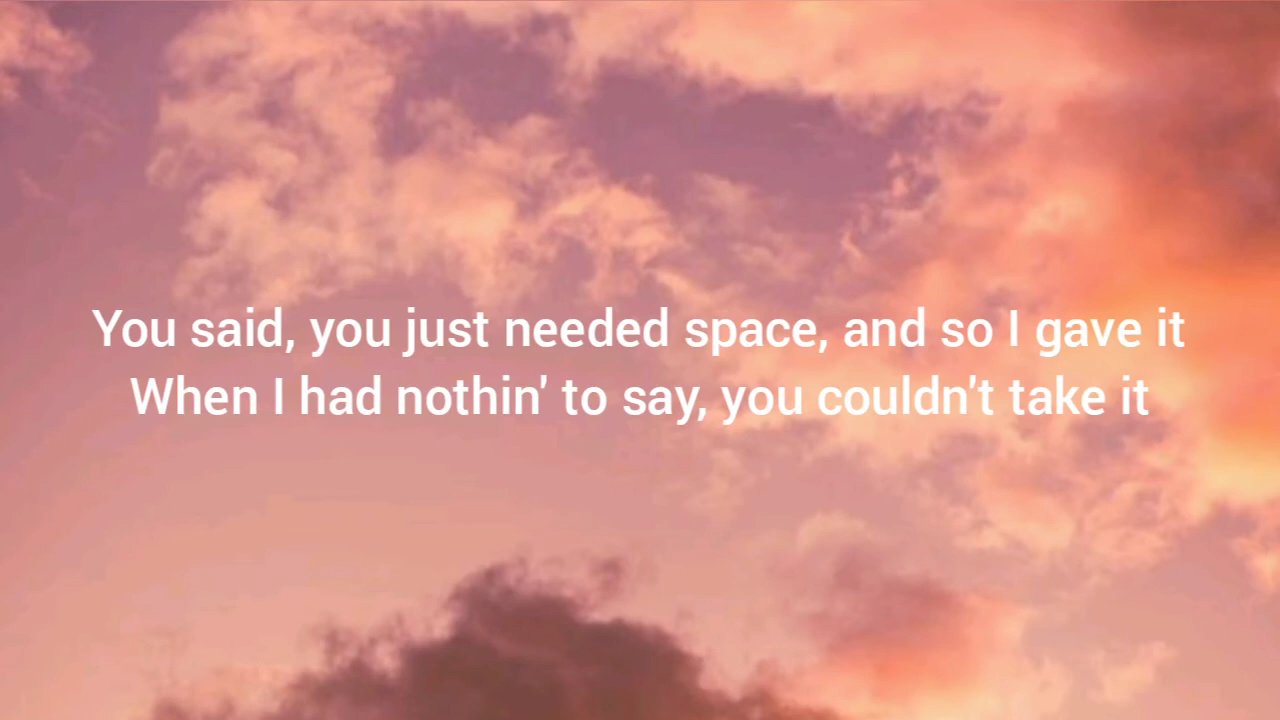 You said, you just needed space, and so I gave it
When I had nothin' to say, you couldn't take it